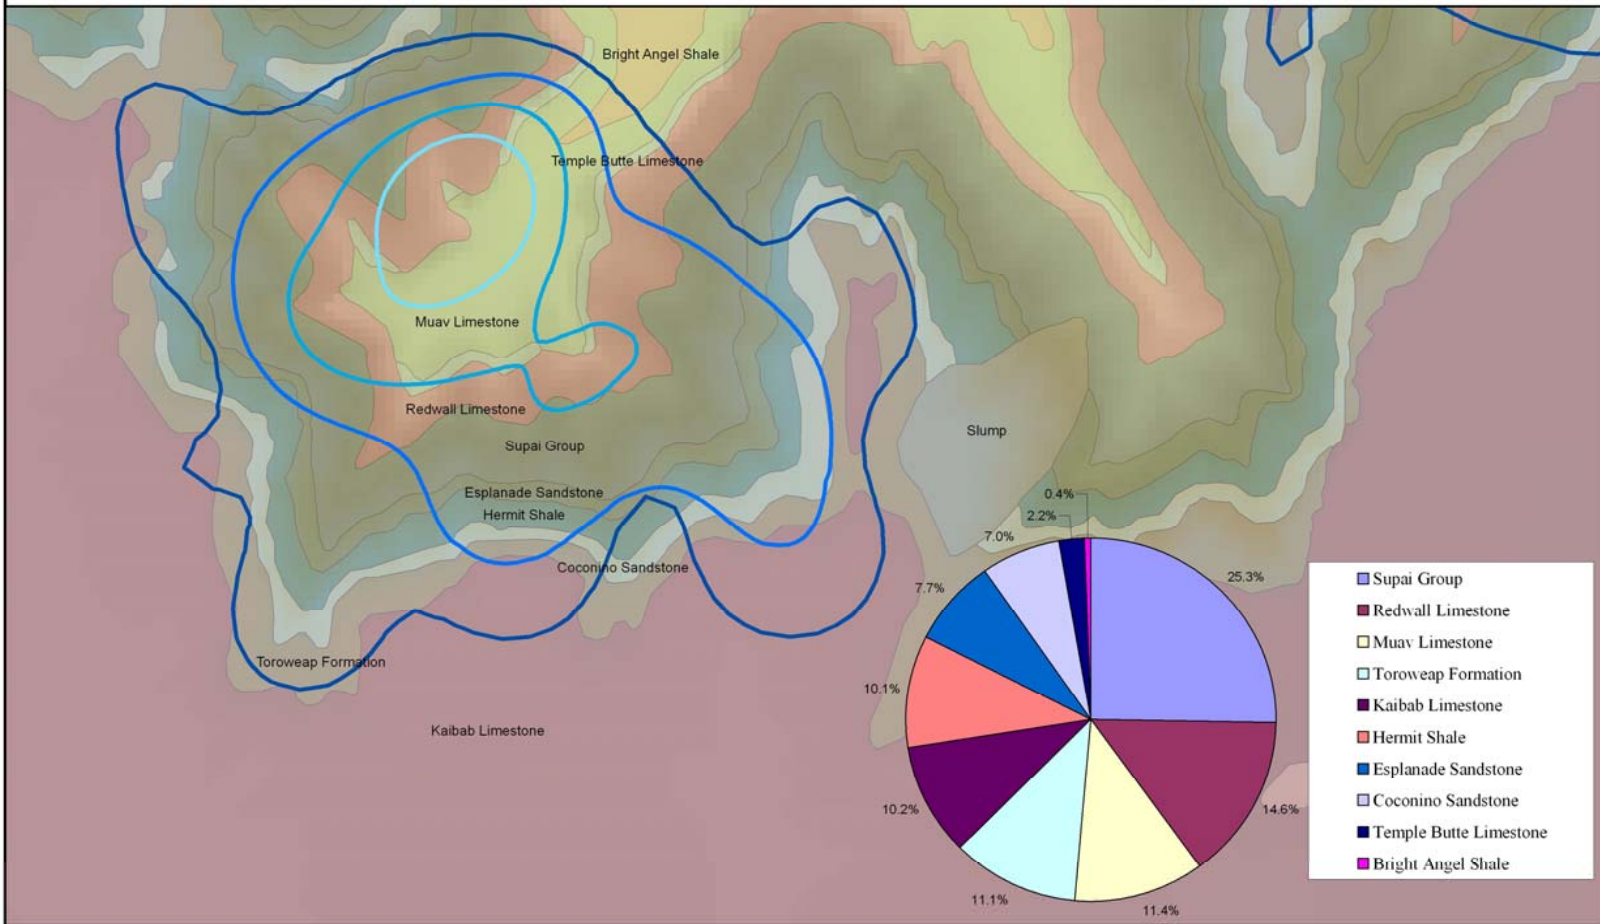 Bright Angel Shale
Temple Butte Limestone
Muav Limestone
Redwall Limestone
Supai Group
Slump
Esplanade Sandstone
Hermit Shale
Coconino Sandstone
Toroweap Formation
Kaibab Limestone
0.4%
2.2%
7.0%
7.7%
25.3%
10.1%
10.2%
14.6%
11.1%
11.4%
Supai Group
Redwall Limestone
Muav Limestone
Toroweap Formation
Kaibab Limestone
Hermit Shale
Esplanade Sandstone
Coconino Sandstone
Temple Butte Limestone
Bright Angel Shale